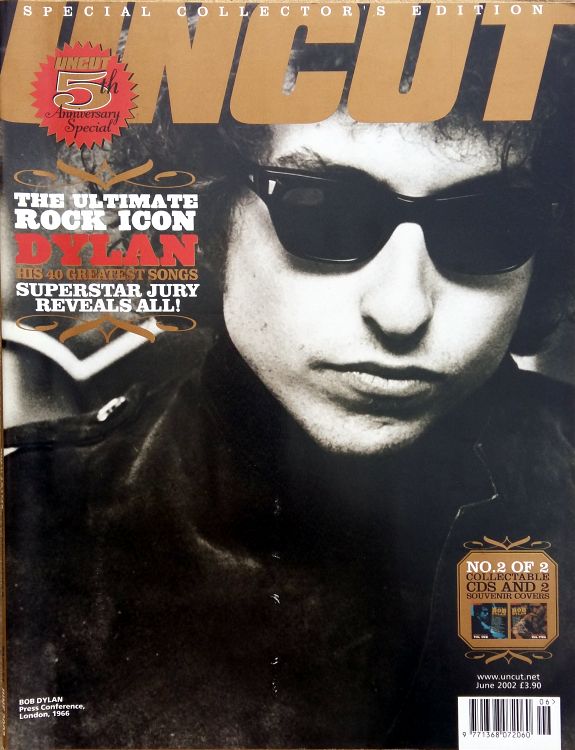 SPECIAL COLLECTOR'S EDITION
UNCUT
UNCUT
5th
Anniversary
Special
THE ULTIMATE
ROCK ICON
DYLAN
HIS 40 GREATEST SONGS
SUPERSTAR JURY
REVEALS ALL!
NO.2 OF 2
COLLECTABLE
CDS AND 2
SOUVENIR COVERS
www.uncut.net
June 2002 £3.90
06>
9 771368 072060
BOB DYLAN
Press Conference,
London, 1966